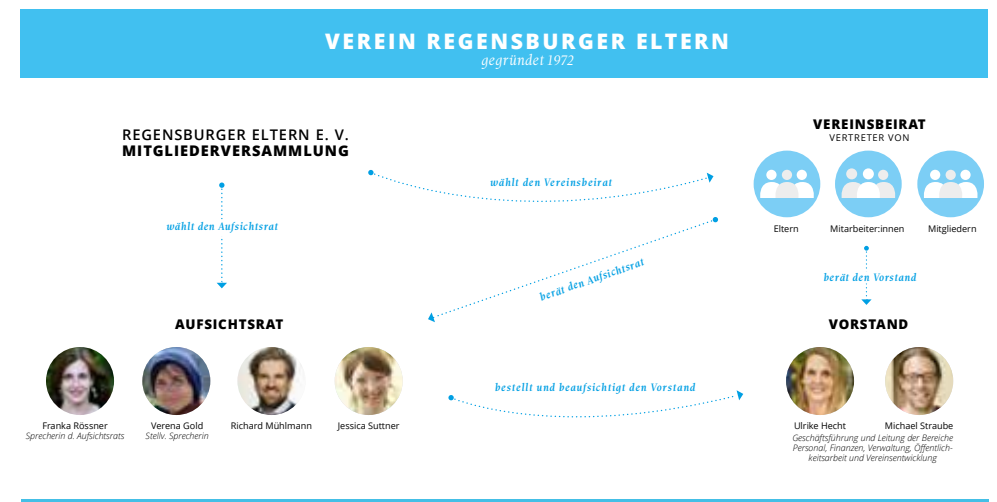 VEREIN REGENSBURGER ELTERN
gegründet 1972
REGENSBURGER ELTERN E. V.
MITGLIEDERVERSAMMLUNG
VEREINSBEIRAT
VERTRETER VON
wählt den Vereinsbeirat
Eltern
Mitarbeiter:innen
Mitgliedern
wählt den Aufsichtsrat
berät den Aufsichtsrat
berät den Vorstand
AUFSICHTSRAT
VORSTAND
bestellt und beaufsichtigt den Vorstand
Franka Rössner
Sprecherin d. Aufsichtsrats
Verena Gold
Stellv. Sprecherin
Richard Mühlmann
Jessica Suttner
Ulrike Hecht
Michael Straube
Geschäftsführung und Leitung der Bereiche
Personal, Finanzen, Verwaltung, Öffentlich-
keitsarbeit und Vereinsentwicklung